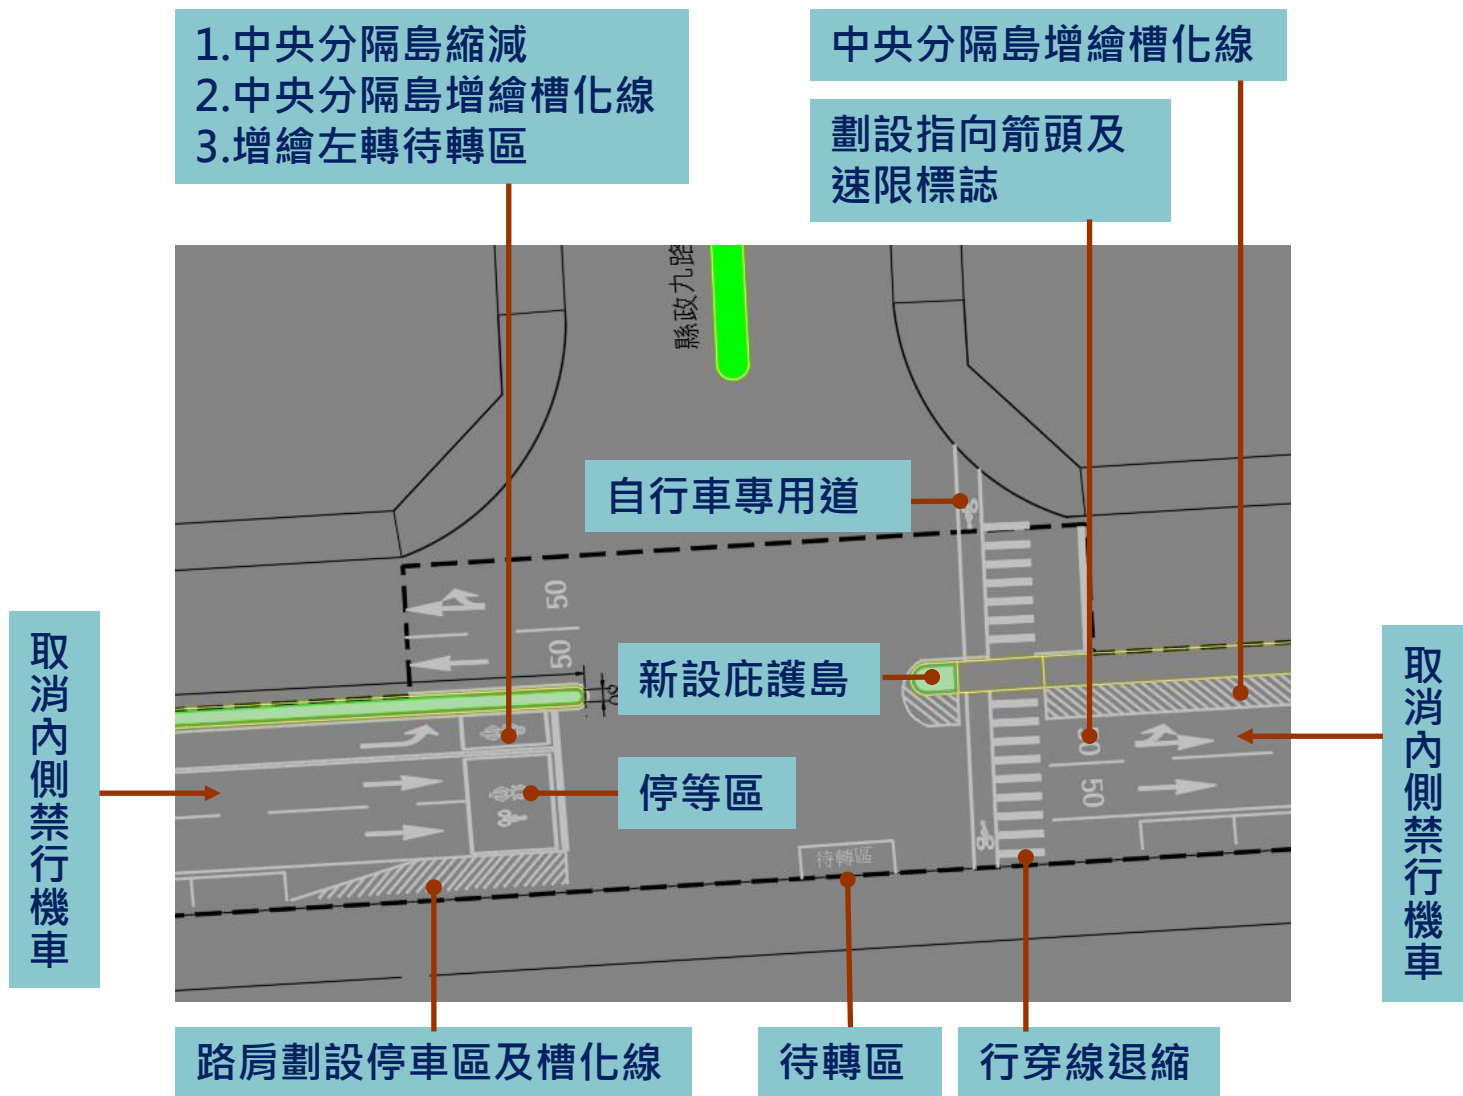 1.中央分隔島縮減
2.中央分隔島增繪槽化線
3.增繪左轉待轉區
中央分隔島增繪槽化線
劃設指向箭頭及
速限標誌
縣政九路
自行車專用道
50
50
新設庇護島
取消內側禁行機車
取消內側禁行機車
停等區
50
待轉區
路肩劃設停車區及槽化線
待轉區
行穿線退縮